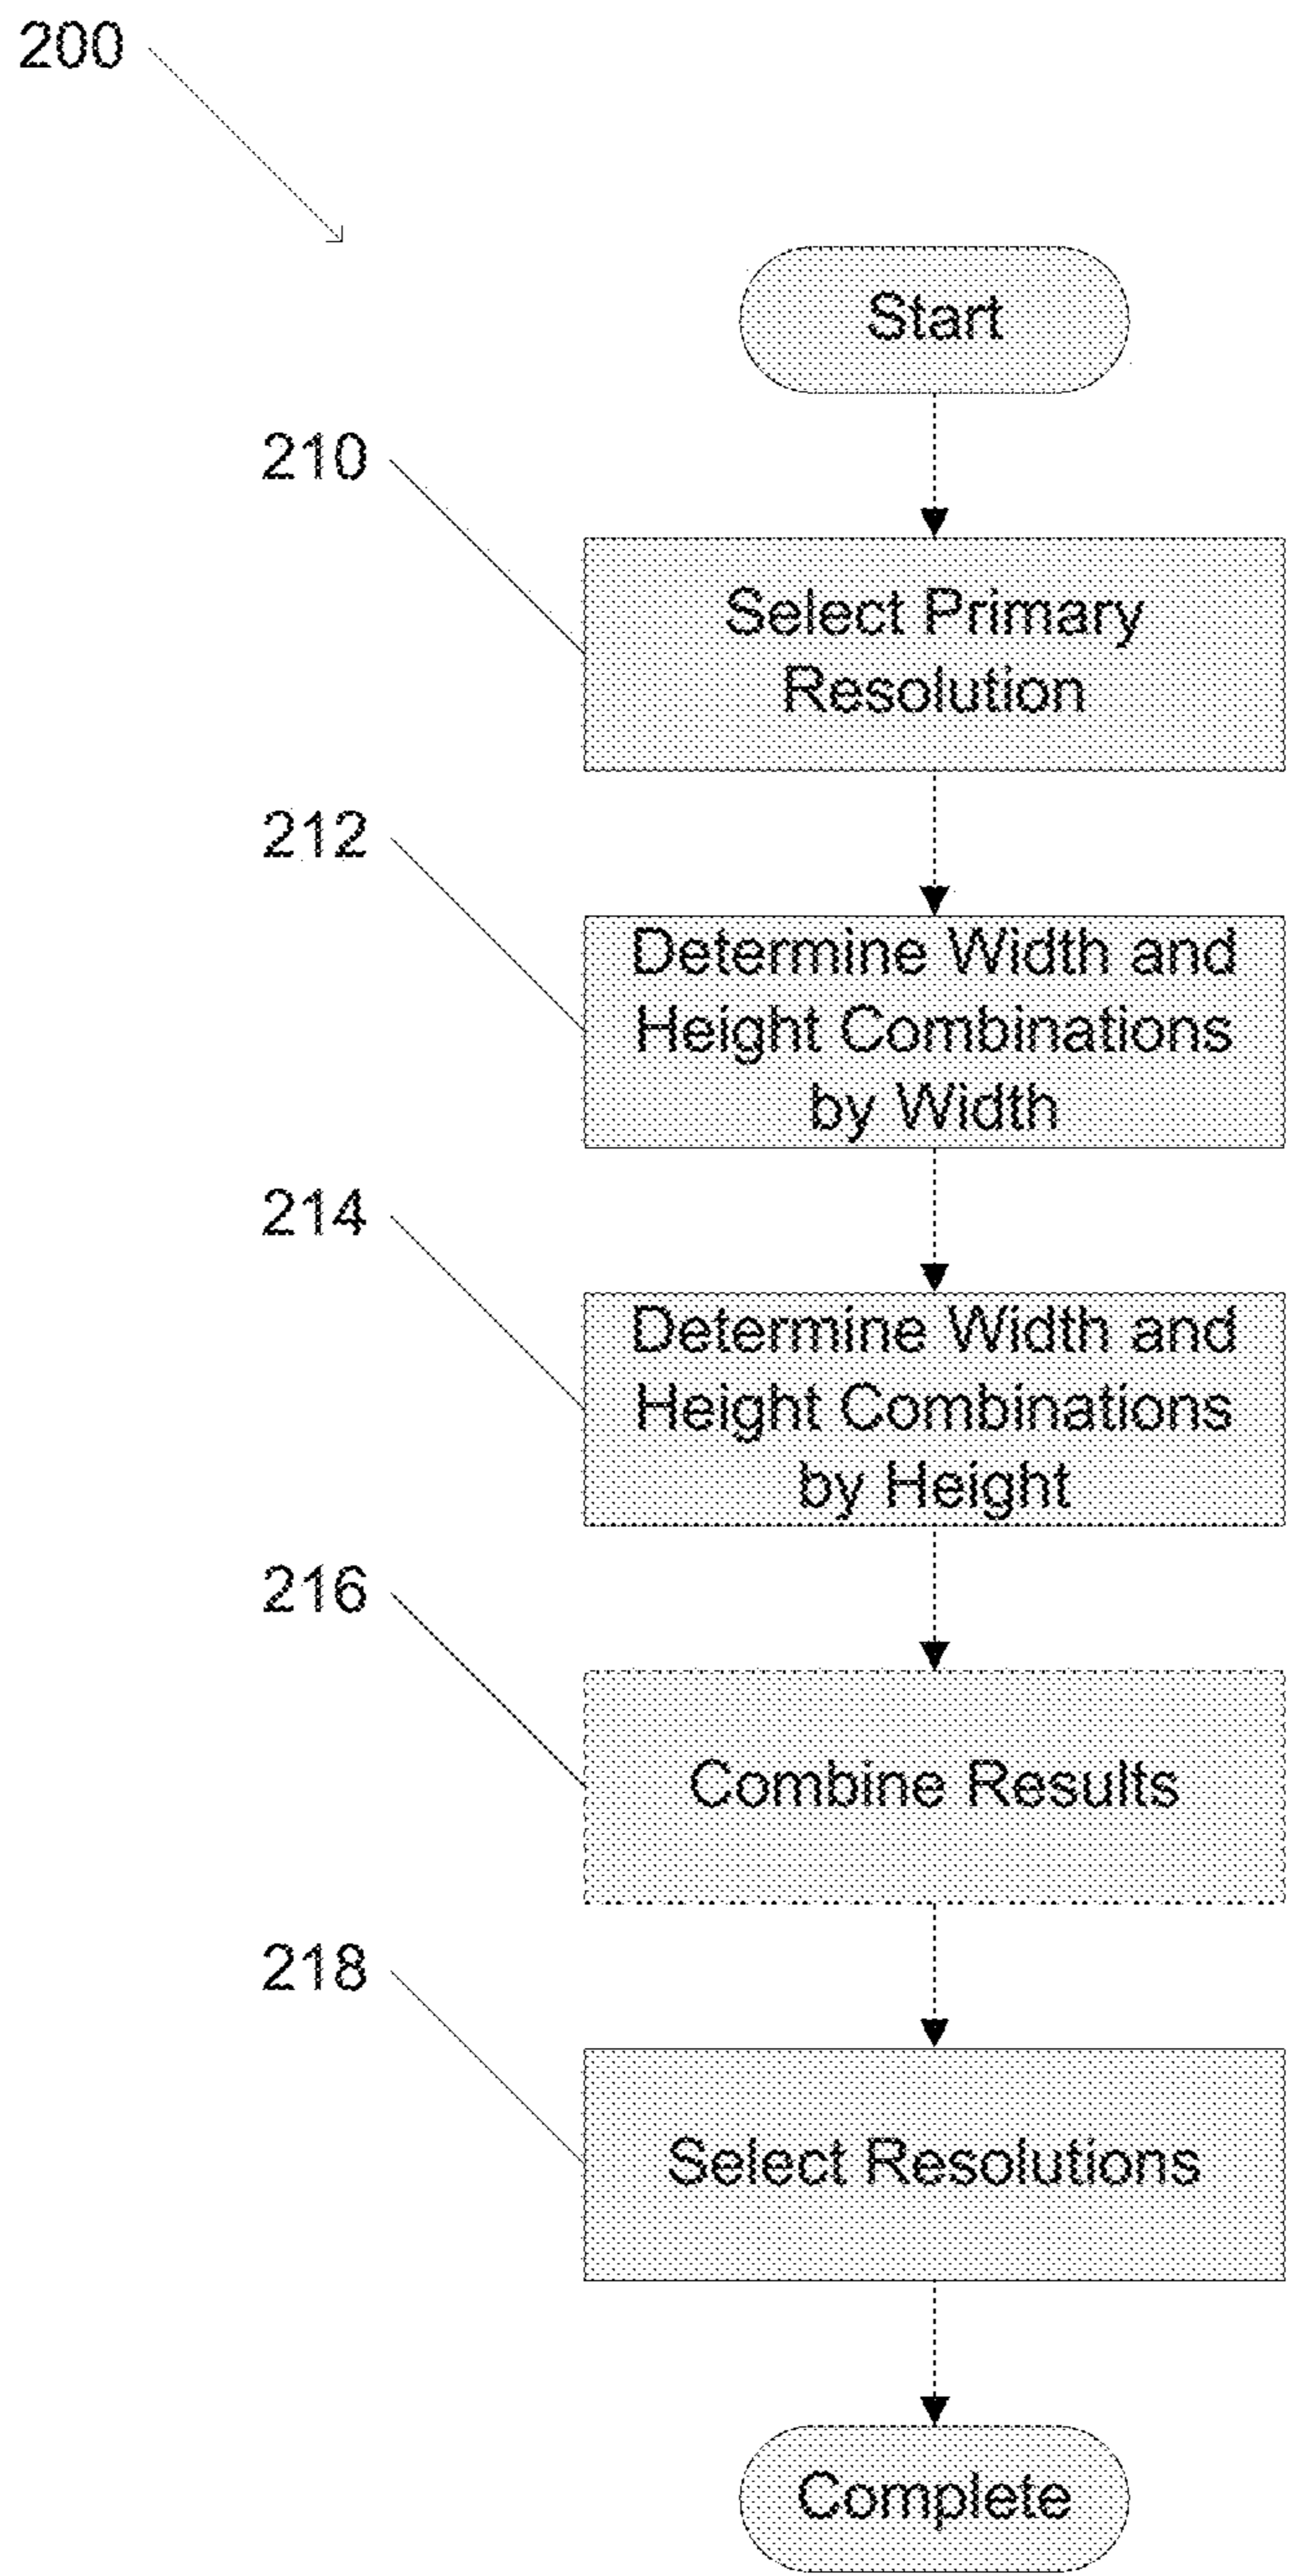 200
Start
210
Select Primary
Resolution
212
Determine Width and
Height Combinations
by Width
214
Determine Width and
Height Combinations
by Height
216
Combine Results
218
Select Resolutions
Complete